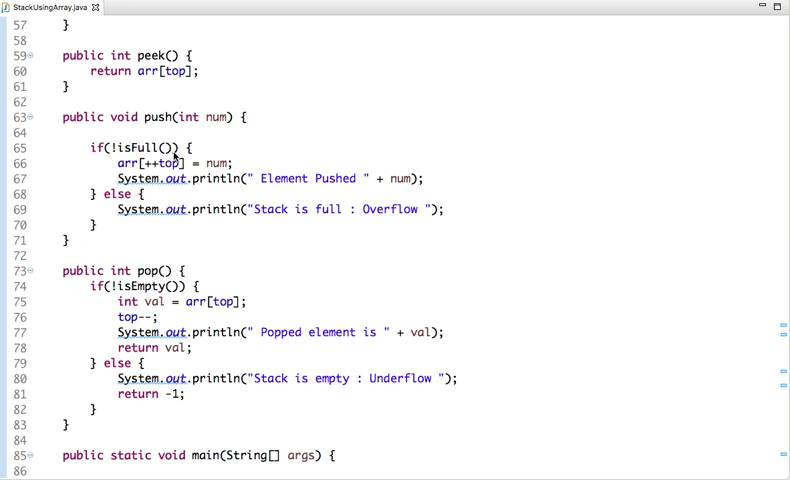 StackUsingArray.java
57 }
58
59 public int peek() {
60 return arr[top];
61 }
62
63 public void push(int num) {
64
65 if(!isFull()) {
66 arr[++top] = num;
67 System.out.println(" Element Pushed " + num);
68 } else {
69 System.out.println("Stack is full : Overflow ");
70 }
71 }
72
73 public int pop() {
74 if(!isEmpty()) {
75 int val = arr[top];
76 top--;
77 System.out.println(" Popped element is " + val);
78 return val;
79 } else {
80 System.out.println("Stack is empty : Underflow ");
81 return -1;
82 }
83 }
84
85 public static void main(String[] args) {
86